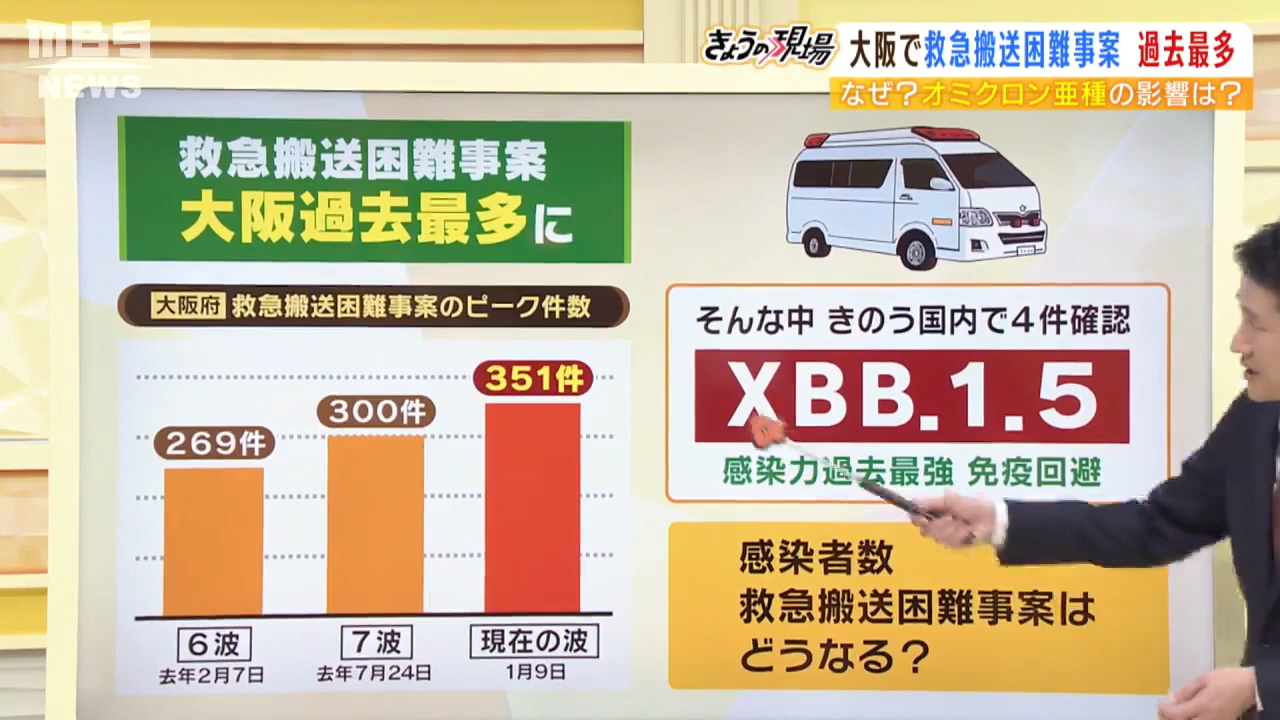 MBS
NEWS
きょうの現場
大阪で救急搬送困難事案 過去最多
なぜ?オミクロン亜種の影響は?
救急搬送困難事案
大阪過去最多に
大阪府 救急搬送困難事案のピーク件数
269件
300件
351件
6波
去年2月7日
7波
去年7月24日
現在の波
1月9日
そんな中 きのう国内で4件確認
XBB.1.5
感染力過去最強 免疫回避
感染者数
救急搬送困難事案は
どうなる?